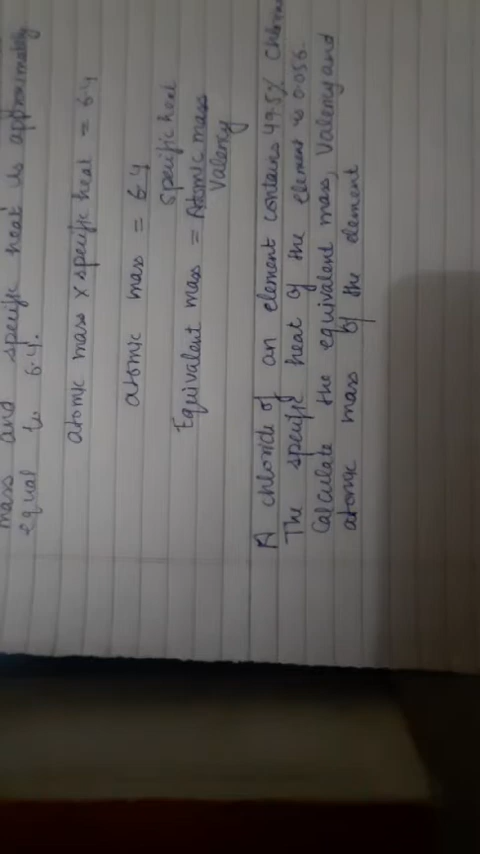 mass and specific heat is approximately
equal to 6.4.
atomic mass x specific heat = 6.4
atomic mass = 6.4
specific heat
Equivalent mass = Atomic mass
Valency
A chloride of an element contains 49.5%
The specific heat of the element is 0.056.
Calculate the equivalent mass, Valency and
atomic mass of the element